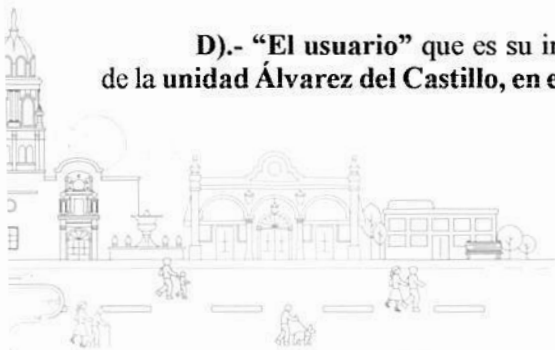 D).- “El usuario” que es su
de la unidad Álvarez del Castillo, en